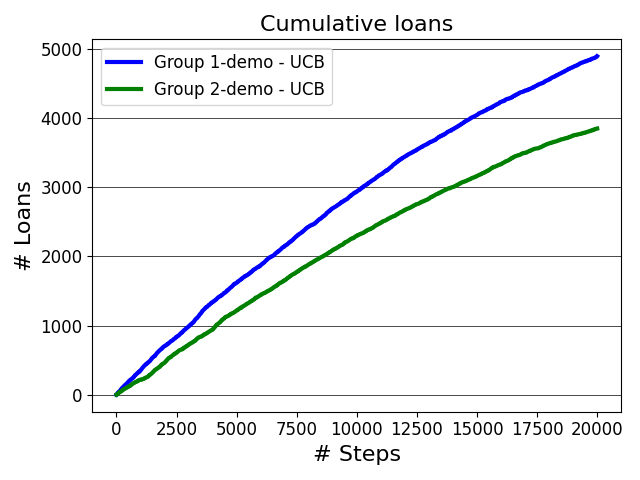 Cumulative loans
Group 1-demo - UCB
Group 2-demo - UCB
# Loans
5000
4000
3000
2000
1000
0
0 2500 5000 7500 10000 12500 15000 17500 20000
# Steps